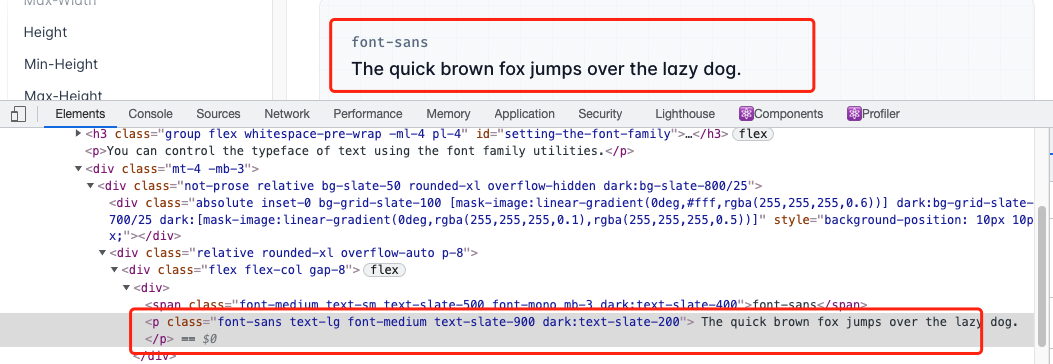 Max-Width
Height
Min-Height
Max-Height
font-sans
The quick brown fox jumps over the lazy dog.
Elements Console Sources Network Performance Memory Application Security Lighthouse Components Profiler
<h3 class="group flex whitespace-pre-wrap -ml-4 pl-4" id="setting-the-font-family">…</h3> flex
<p>You can control the typeface of text using the font family utilities.</p>
<div class="mt-4 -mb-3">
<div class="not-prose relative bg-slate-50 rounded-xl overflow-hidden dark:bg-slate-800/25">
<div class="absolute inset-0 bg-grid-slate-100 [mask-image:linear-gradient(0deg,#fff,rgba(255,255,255,0.6))] dark:bg-grid-slate-
700/25 dark:[mask-image:linear-gradient(0deg,rgba(255,255,255,0.1),rgba(255,255,255,0.5))]" style="background-position: 10px 10p
x;"></div>
<div class="relative rounded-xl overflow-auto p-8">
<div class="flex flex-col gap-8"> flex
<div>
<span class="font-medium text-sm text-slate-500 font-mono mb-3 dark:text-slate-400">font-sans</span>
<p class="font-sans text-lg font-medium text-slate-900 dark:text-slate-200"> The quick brown fox jumps over the lazy dog.
</p> == $0
</div>